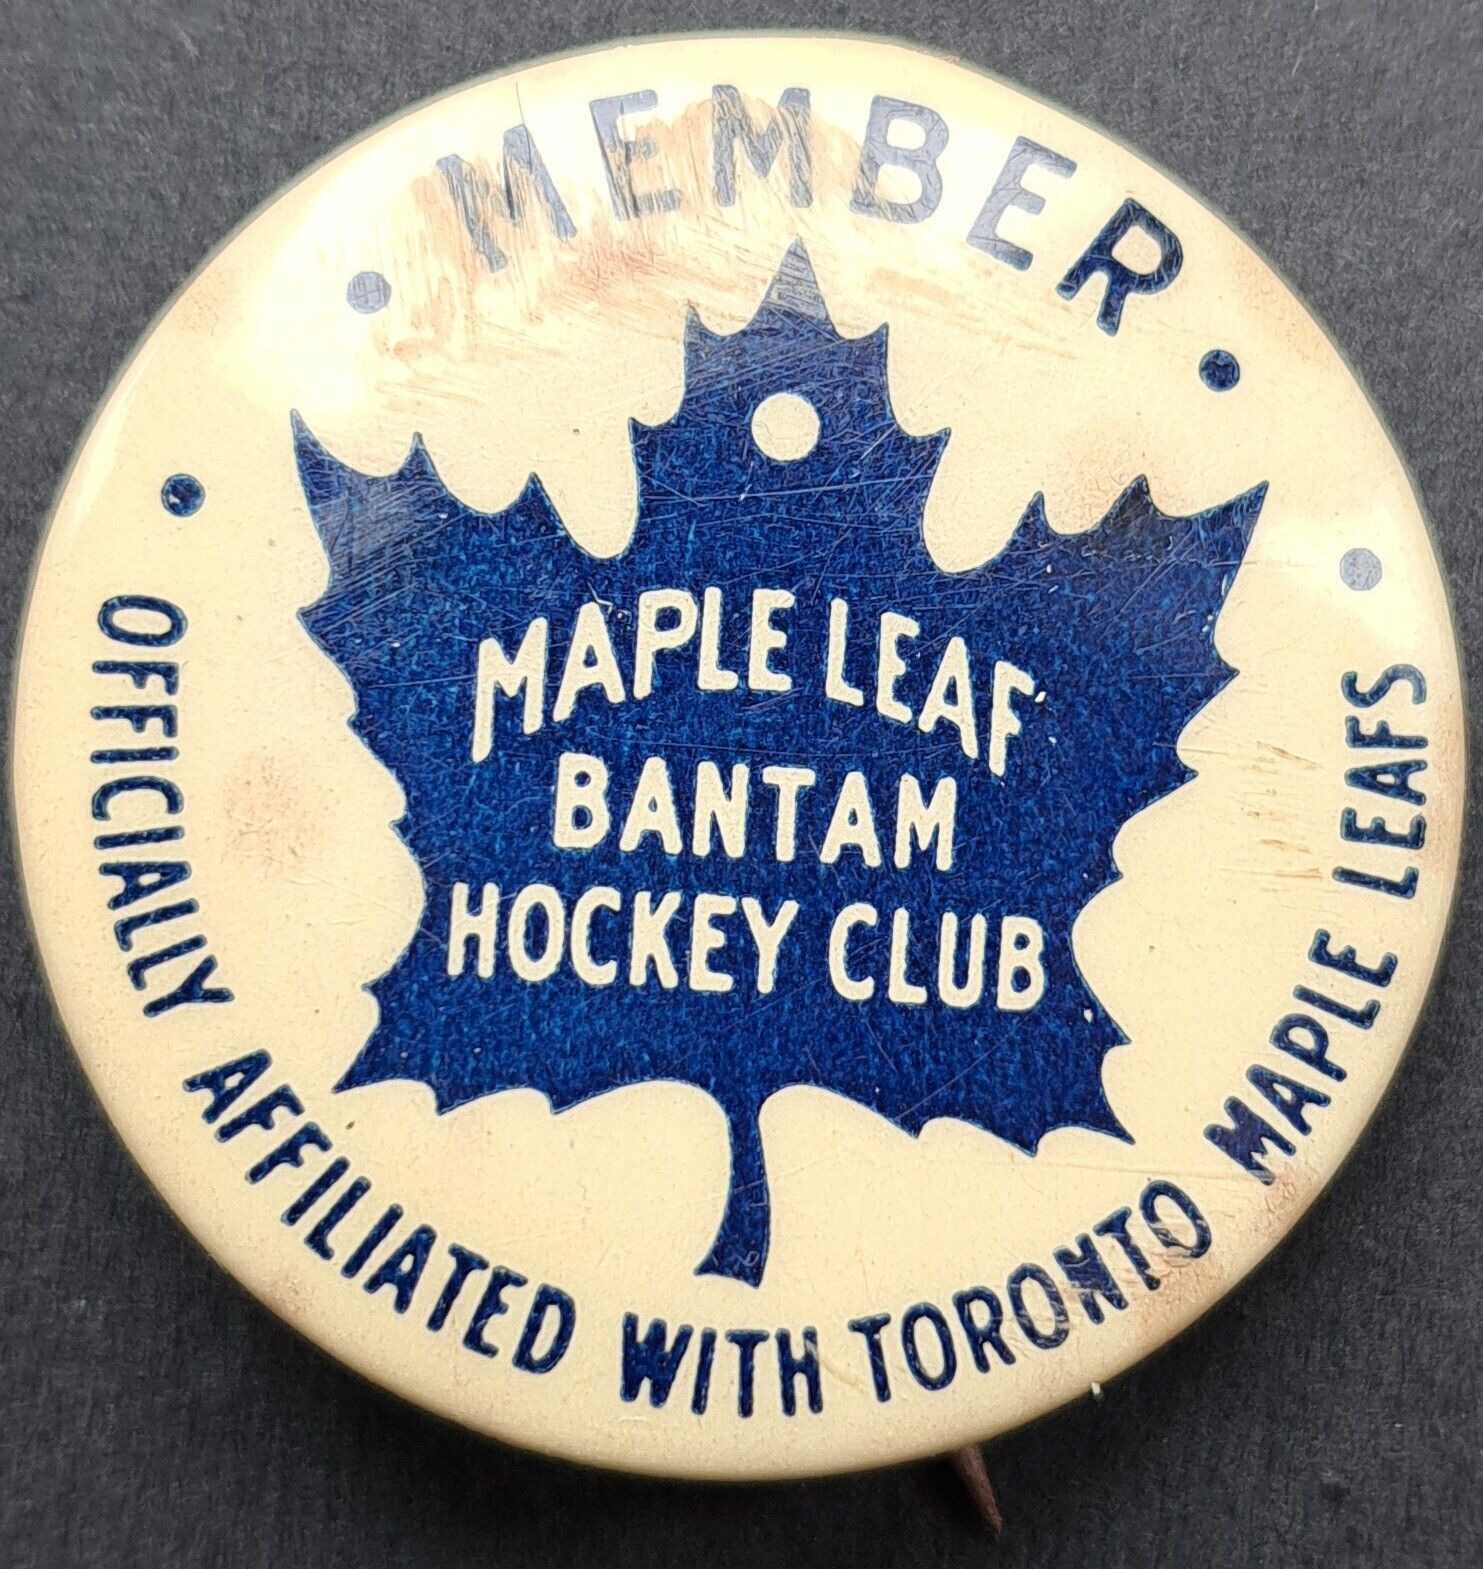 • MEMBER •
MAPLE LEAF
BANTAM
HOCKEY CLUB
• OFFICIALLY AFFILIATED WITH TORONTO MAPLE LEAFS •